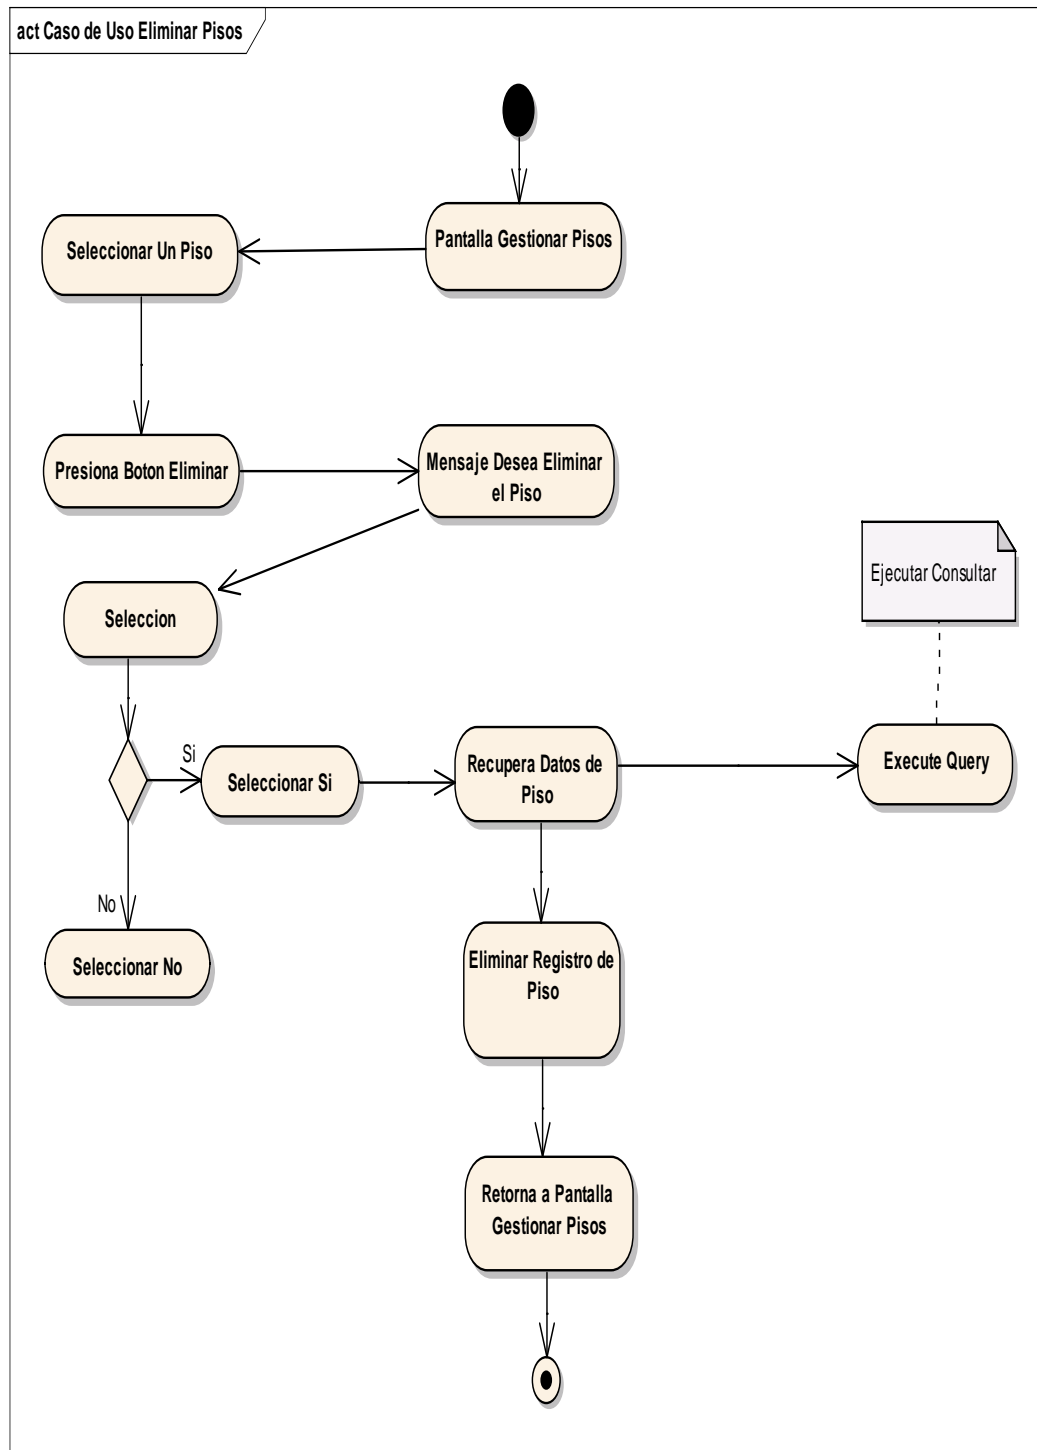 act Caso de Uso Eliminar Pisos
Pantalla Gestionar Pisos
Seleccionar Un Piso
Presiona Boton Eliminar
Mensaje Desea Eliminar
el Piso
Seleccion
Ejecutar Consultar
Si
Seleccionar Si
Recupera Datos de
Piso
Execute Query
No
Seleccionar No
Eliminar Registro de
Piso
Retorna a Pantalla
Gestionar Pisos